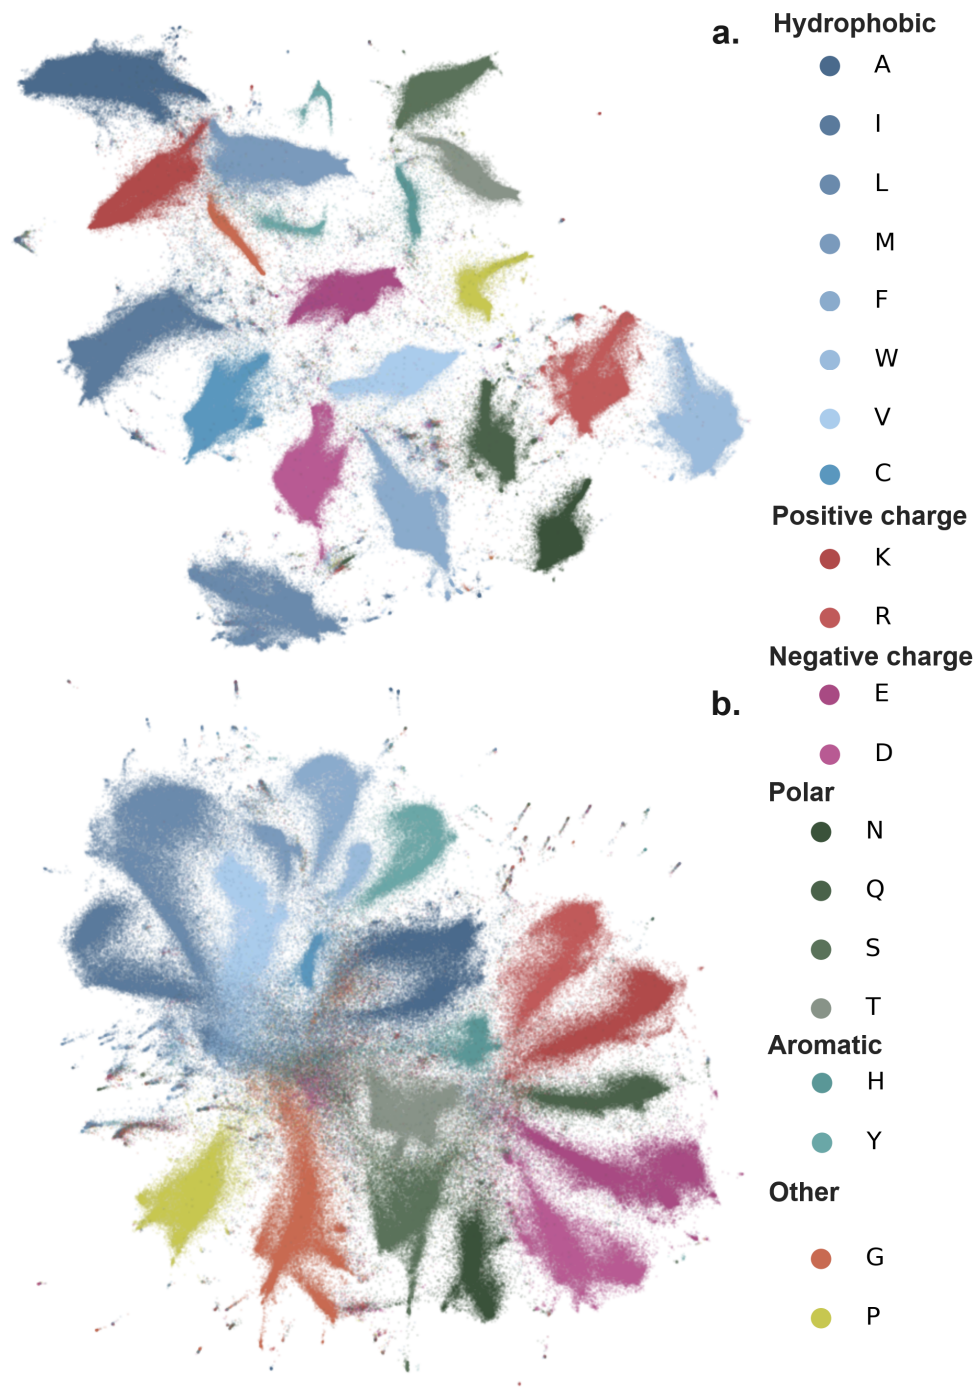 a.
Hydrophobic
A
I
L
M
F
W
V
C
Positive charge
K
R
Negative charge
E
D
b.
Polar
N
Q
S
T
Aromatic
H
Y
Other
G
P